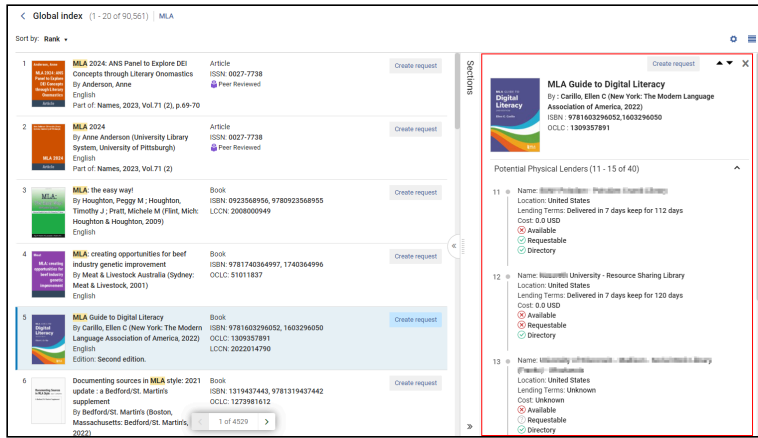 Global index (1 - 20 of 90,561) MLA
Sort by: Rank
1
MLA 2024: ANS Panel to Explore DEI
Concepts through Literary Onomastics
By Anderson, Anne
English
Part of: Names, 2023, Vol.71 (2), p.69-70
Article
ISSN: 0027-7738
Peer Reviewed
Create request
2
MLA 2024
By Anne Anderson (University Library
System, University of Pittsburgh)
English
Part of: Names, 2023, Vol.71 (2)
Article
ISSN: 0027-7738
Peer Reviewed
Create request
3
MLA:
MLA: the easy way!
By Houghton, Peggy M ; Houghton,
Timothy J ; Pratt, Michele M (Flint, Mich:
Houghton & Houghton, 2009)
English
Book
ISBN: 0923568956, 9780923568955
LCCN: 2008000949
Create request
4
MLA: creating opportunities for beef
industry genetic improvement
By Meat & Livestock Australia (Sydney:
Meat & Livestock, 2001)
English
Book
ISBN: 9781740364997, 1740364996
OCLC: 51011837
Create request
5
Digital
Literacy
MLA Guide to Digital Literacy
By Carillo, Ellen C (New York: The Modern
Language Association of America, 2022)
English
Edition: Second edition.
Book
ISBN: 9781603296052, 1603296050
OCLC: 1309357891
LCCN: 2022014790
Create request
6
Documenting sources in MLA style: 2021
update : a Bedford/St. Martin's
supplement
By Bedford/St. Martin's (Boston,
Massachusetts: Bedford/St. Martin's,
2022)
Book
ISBN: 1319437443, 9781319437442
OCLC: 1273981612
Create request
1 of 4529
Sections
Create request
Digital
Literacy
MLA Guide to Digital Literacy
By : Carillo, Ellen C (New York: The Modern Language
Association of America, 2022)
ISBN : 9781603296052,1603296050
OCLC : 1309357891
Potential Physical Lenders (11 - 15 of 40)
11
Name:
Location: United States
Lending Terms: Delivered in 7 days keep for 112 days
Cost: 0.0 USD
Available
Requestable
Directory
12
Name: University - Resource Sharing Library
Location: United States
Lending Terms: Delivered in 7 days keep for 120 days
Cost: 0.0 USD
Available
Requestable
Directory
13
Name:
Location: United States
Lending Terms: Unknown
Cost: Unknown
Available
Requestable
Directory